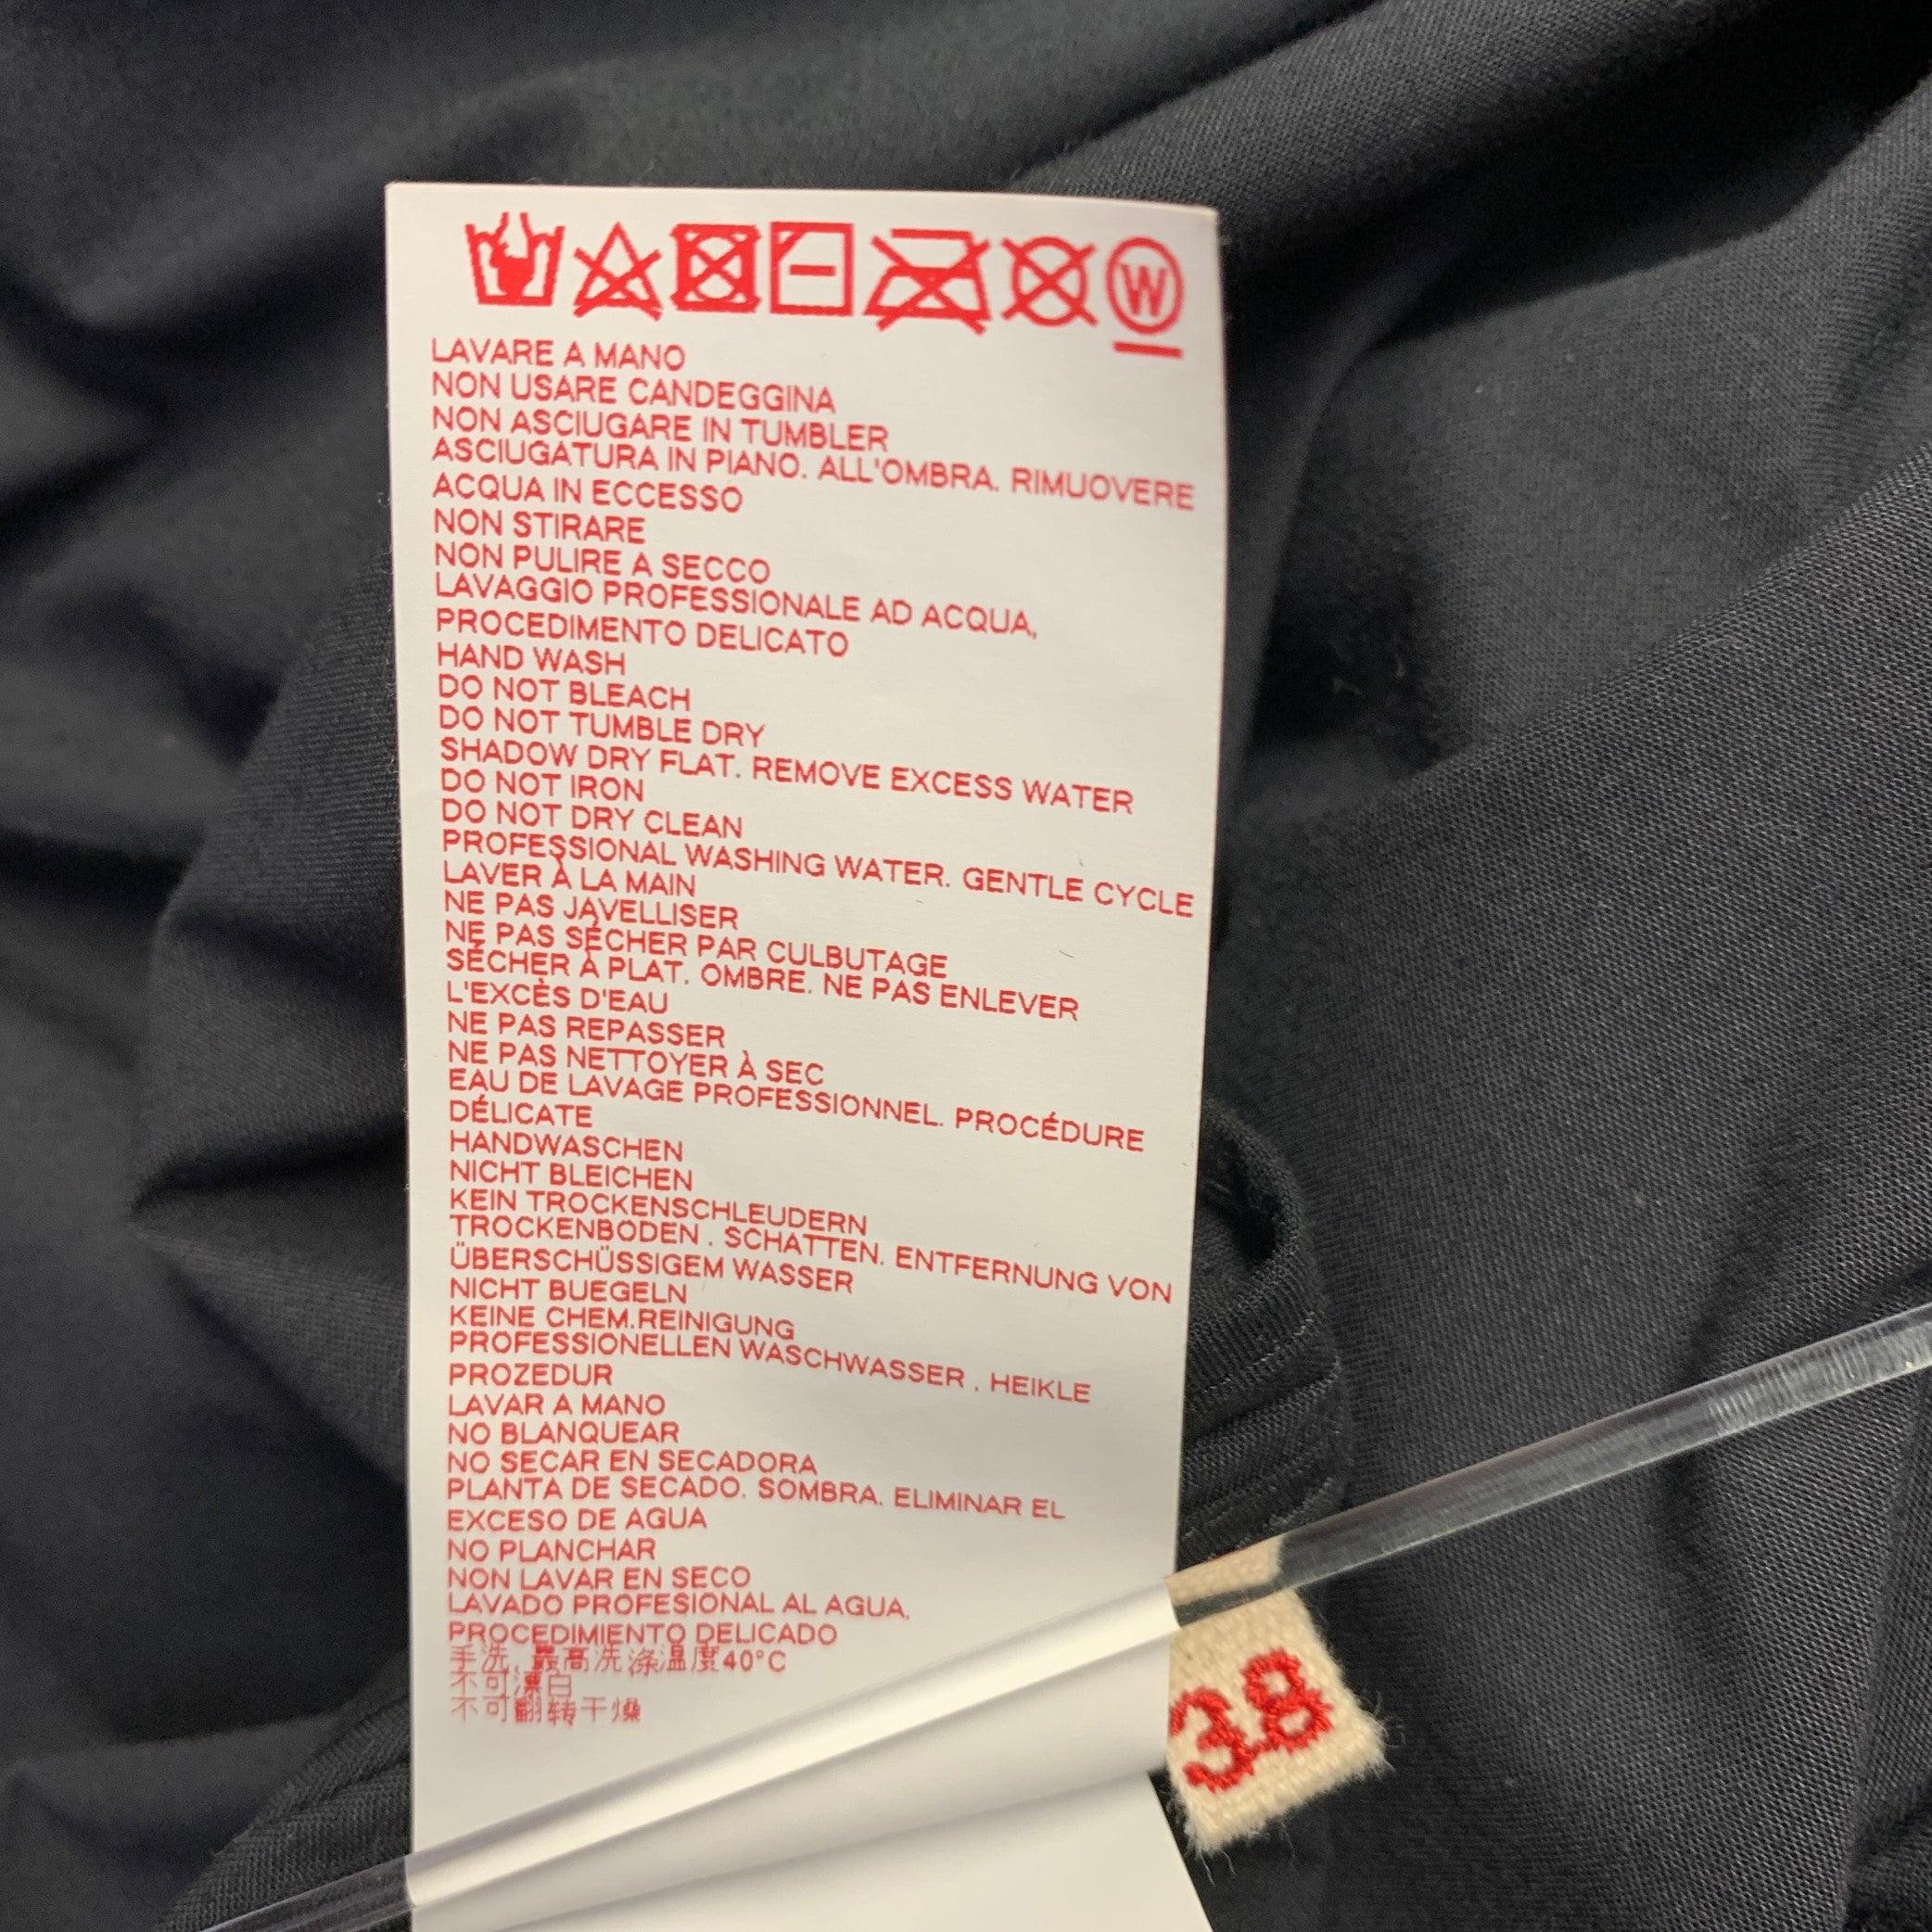 W
LAVARE A MANO
NON USARE CANDEGGINA
NON ASCIUGARE IN TUMBLER
ASCIUGATURA IN PIANO. ALL'OMBRA. RIMUOVERE
ACQUA IN ECCESSO
NON STIRARE
NON PULIRE A SECCO
LAVAGGIO PROFESSIONALE AD ACQUA,
PROCEDIMENTO DELICATO
HAND WASH
DO NOT BLEACH
DO NOT TUMBLE DRY
SHADOW DRY FLAT. REMOVE EXCESS WATER
DO NOT IRON
DO NOT DRY CLEAN
PROFESSIONAL WASHING WATER. GENTLE CYCLE
LAVER À LA MAIN
NE PAS JAVELLISER
NE PAS SÉCHER PAR CULBUTAGE
SÉCHER À PLAT. OMBRE. NE PAS ENLEVER
L'EXCÈS D'EAU
NE PAS REPASSER
NE PAS NETTOYER À SEC
EAU DE LAVAGE PROFESSIONNEL. PROCÉDURE
DÉLICATE
HANDWASCHEN
NICHT BLEICHEN
KEIN TROCKENSCHLEUDERN
TROCKENBODEN . SCHATTEN. ENTFERNUNG VON
ÜBERSCHÜSSIGEM WASSER
NICHT BUEGELN
KEINE CHEM.REINIGUNG
PROFESSIONELLEN WASCHWASSER , HEIKLE
PROZEDUR
LAVAR A MANO
NO BLANQUEAR
NO SECAR EN SECADORA
PLANTA DE SECADO. SOMBRA. ELIMINAR EL
EXCESO DE AGUA
NO PLANCHAR
NON LAVAR EN SECO
LAVADO PROFESIONAL AL AGUA,
PROCEDIMIENTO DELICADO
手洗,最高洗涤温度40°C
不可漂白
不可翻转干燥
38